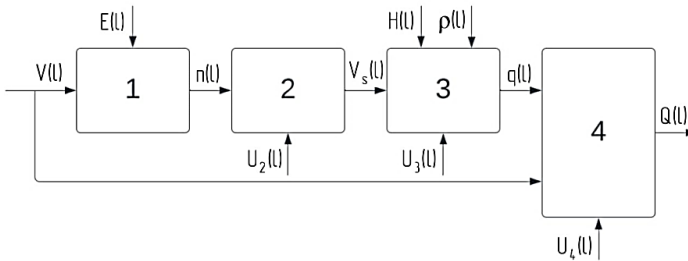 E(l)
H(l)
ρ(l)
V(l)
1
n(l)
2
Vₛ(l)
3
q(l)
4
Q(l)
U₂(l)
U₃(l)
U₄(l)